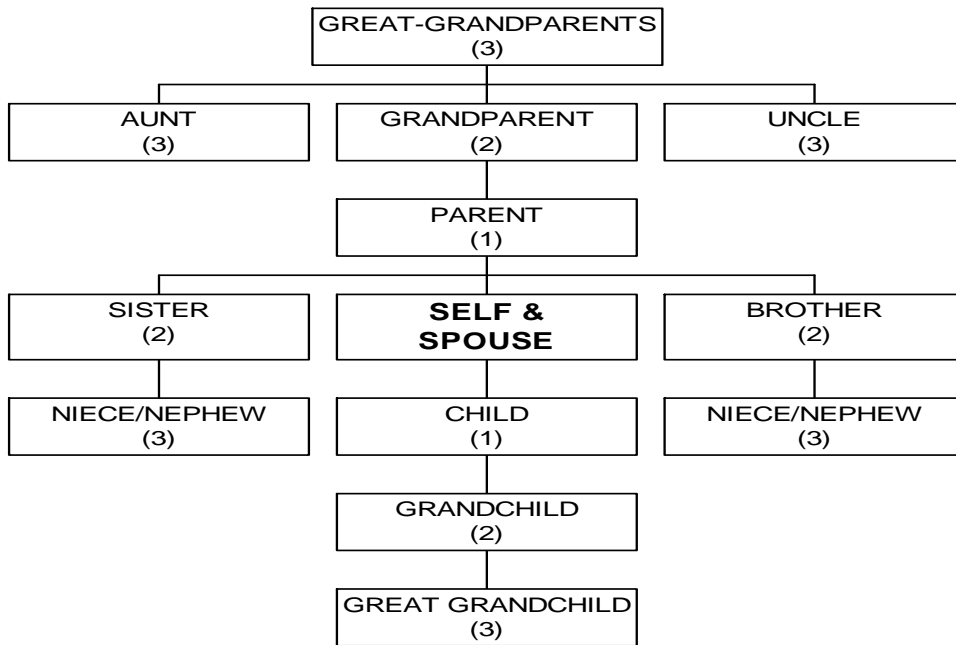 GREAT-GRANDPARENTS
(3)
AUNT
(3)
GRANDPARENT
(2)
UNCLE
(3)
PARENT
(1)
SISTER
(2)
SELF &
SPOUSE
BROTHER
(2)
NIECE/NEPHEW
(3)
CHILD
(1)
NIECE/NEPHEW
(3)
GRANDCHILD
(2)
GREAT GRANDCHILD
(3)